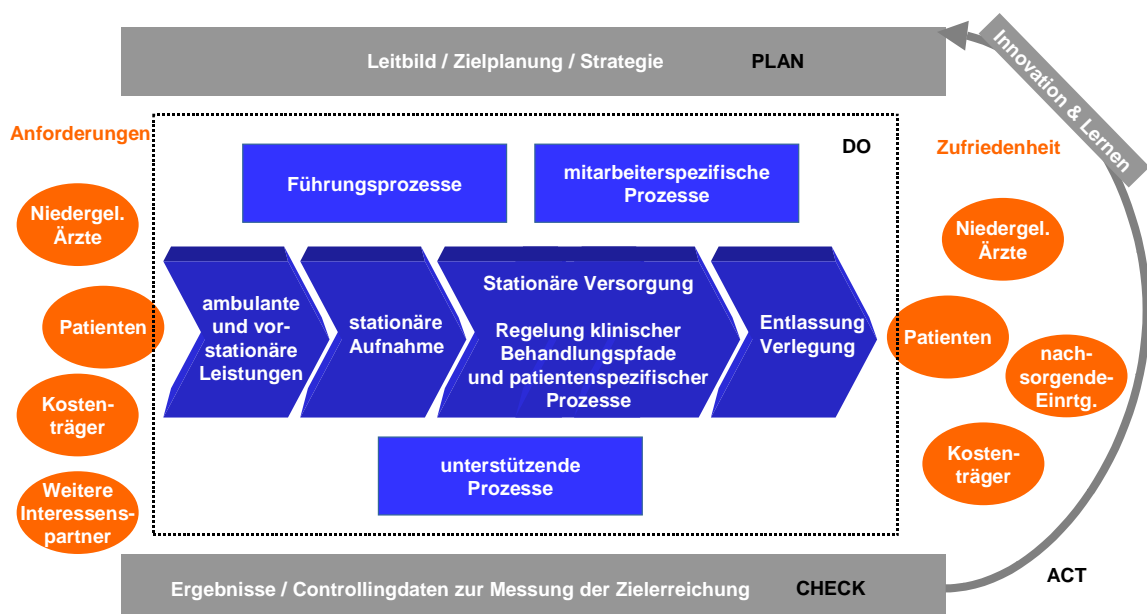 Leitbild / Zielplanung / Strategie PLAN
Innovation & Lernen
Anforderungen
DO
Zufriedenheit
Führungsprozesse
mitarbeiterspezifische
Prozesse
Niedergel.
Ärzte
Patienten
Kosten-
träger
Weitere
Interessens-
partner
ambulante
und vor-
stationäre
Leistungen
stationäre
Aufnahme
Stationäre Versorgung
Regelung klinischer
Behandlungspfade
und patientenspezifischer
Prozesse
Entlassung
Verlegung
unterstützende
Prozesse
Niedergel.
Ärzte
Patienten
nach-
sorgende-
Einrtg.
Kosten-
träger
Ergebnisse / Controllingdaten zur Messung der Zielerreichung CHECK
ACT